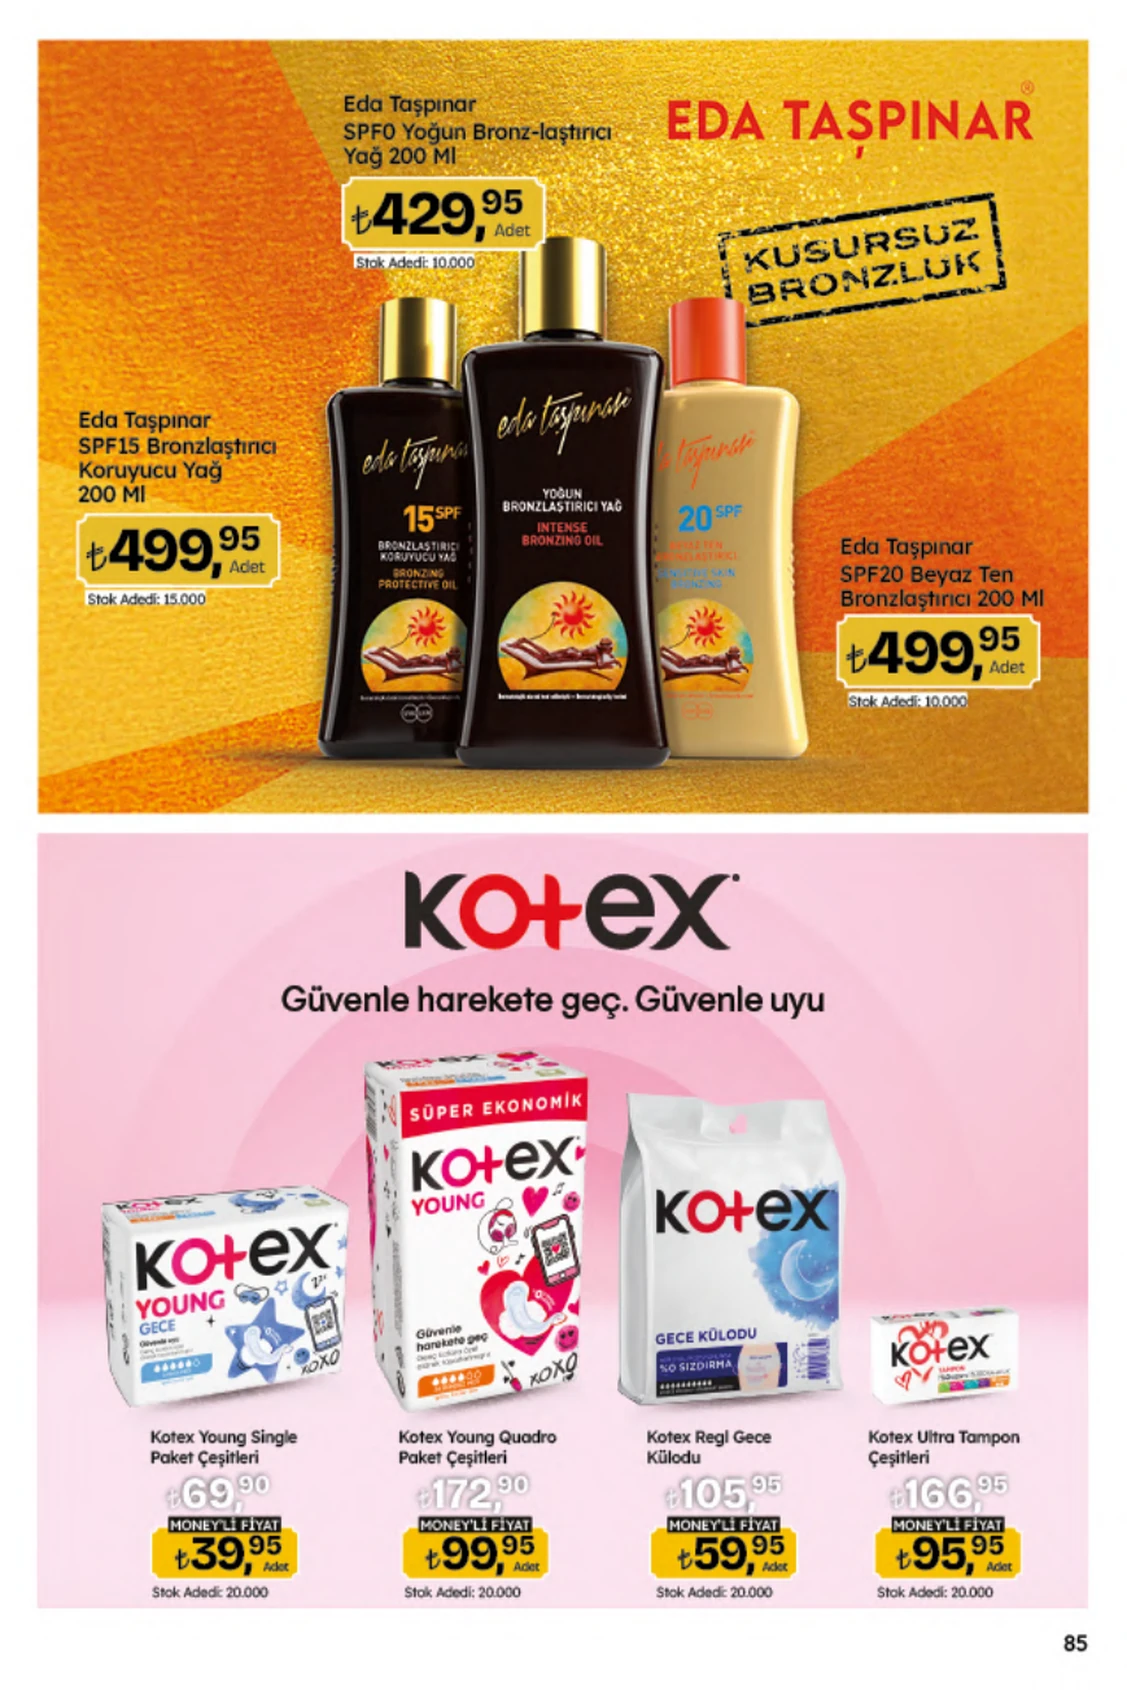 Eda Taşpınar
SPF0 Yoğun Bronz-laştırıcı
Yağ 200 Ml
₺429,95
Adet
Stok Adedi: 10.000
EDA TAŞPINAR®
KUSURSUZ
BRONZLUK
Eda Taşpınar
SPF15 Bronzlaştırıcı
Koruyucu Yağ
200 Ml
₺499,95
Adet
Stok Adedi: 15.000
eda taşpınar
15 SPF
BRONZLAŞTIRICI
KORUYUCU YAĞ
BRONZING
PROTECTIVE OIL
eda taşpınar
YOĞUN
BRONZLAŞTIRICI YAĞ
INTENSE
BRONZING OIL
20 SPF
Eda Taşpınar
SPF20 Beyaz Ten
Bronzlaştırıcı 200 Ml
₺499,95
Adet
Stok Adedi: 10.000
Kotex
Güvenle harekete geç. Güvenle uyu
Kotex
YOUNG
GECE
XOXO
SÜPER EKONOMİK
Kotex
YOUNG
Güvenle
harekete geç
XOXO
Kotex
GECE KÜLODU
%0 SIZDIRMA
Kotex
TAMPON
Kotex Young Single
Paket Çeşitleri
₺69,90
MONEY'Lİ FİYAT
₺39,95
Adet
Stok Adedi: 20.000
Kotex Young Quadro
Paket Çeşitleri
₺172,90
MONEY'Lİ FİYAT
₺99,95
Adet
Stok Adedi: 20.000
Kotex Regl Gece
Külodu
₺105,95
MONEY'Lİ FİYAT
₺59,95
Adet
Stok Adedi: 20.000
Kotex Ultra Tampon
Çeşitleri
₺166,95
MONEY'Lİ FİYAT
₺95,95
Adet
Stok Adedi: 20.000
85